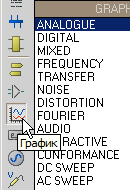 GRAPH
ANALOGUE
DIGITAL
MIXED
FREQUENCY
TRANSFER
NOISE
DISTORTION
FOURIER
AUDIO
RACTIVE
График
CONFORMANCE
DC SWEEP
AC SWEEP